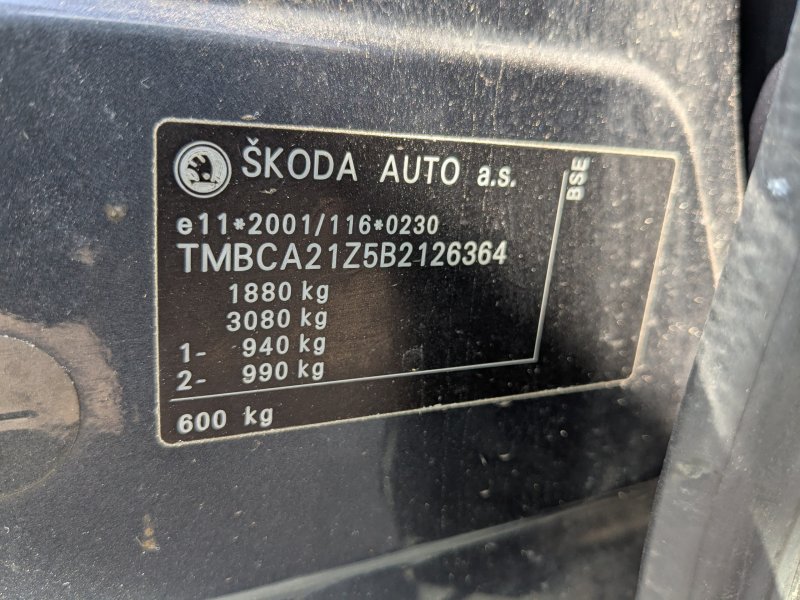 ŠKODA AUTO a.s.
BSE
e11*2001/116*0230
TMBCA21Z5B2126364
1880 kg
3080 kg
1- 940 kg
2- 990 kg
600 kg